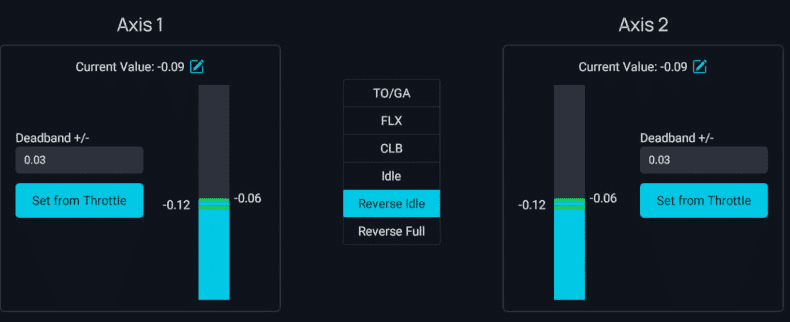 Axis 1
Current Value: -0.09
Deadband +/-
0.03
Set from Throttle
-0.12
-0.06
TO/GA
FLX
CLB
Idle
Reverse Idle
Reverse Full
Axis 2
Current Value: -0.09
-0.12
-0.06
Deadband +/-
0.03
Set from Throttle